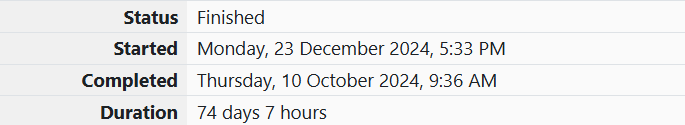 Status Finished
Started Monday, 23 December 2024, 5:33 PM
Completed Thursday, 10 October 2024, 9:36 AM
Duration 74 days 7 hours